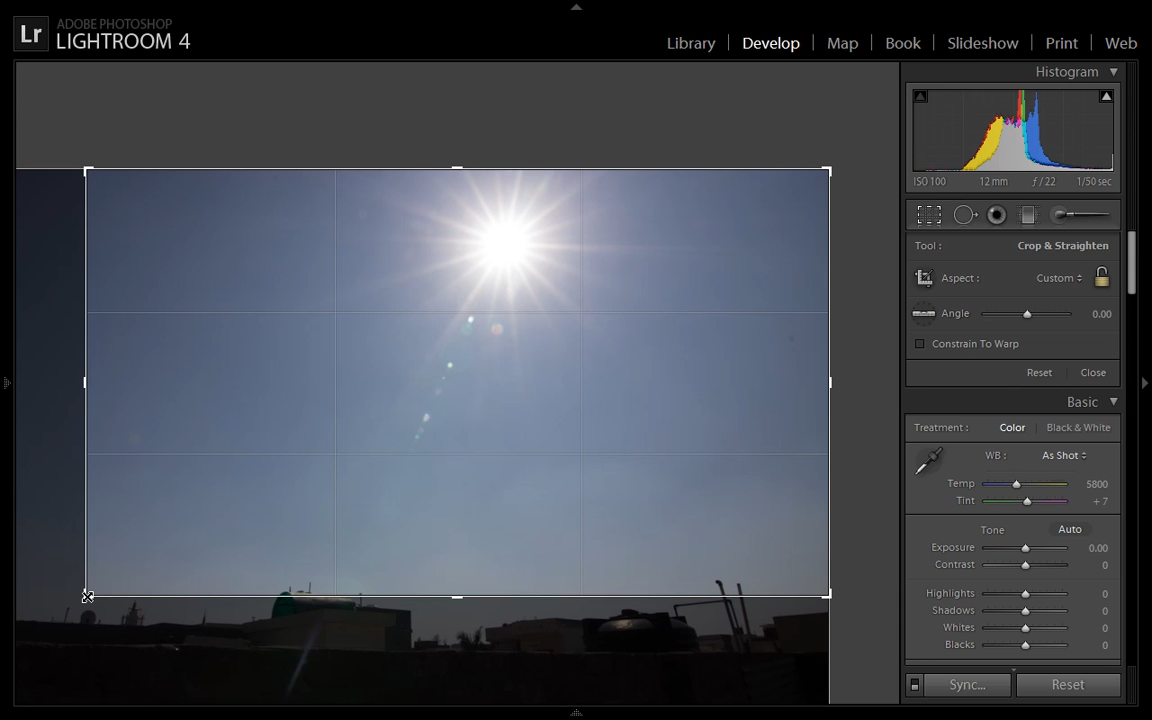 Lr
ADOBE PHOTOSHOP
LIGHTROOM 4
Library
Develop
Map
Book
Slideshow
Print
Web
Histogram
ISO 100 12 mm ƒ / 22 1/50 sec
Tool : Crop & Straighten
Aspect : Custom
Angle 0.00
Constrain To Warp
Reset Close
Basic
Treatment : Color Black & White
WB : As Shot
Temp 5800
Tint + 7
Tone Auto
Exposure 0.00
Contrast 0
Highlights 0
Shadows 0
Whites 0
Blacks 0
Sync... Reset